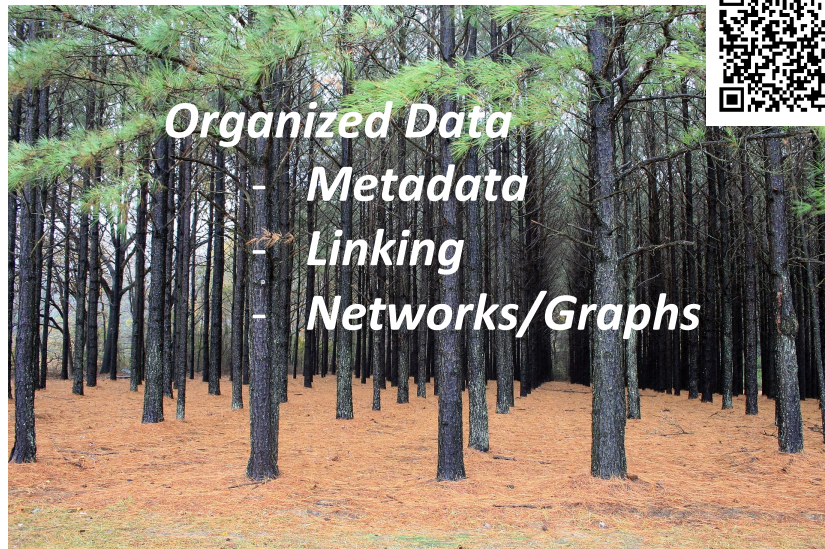 Organized Data
- Metadata
- Linking
- Networks/Graphs